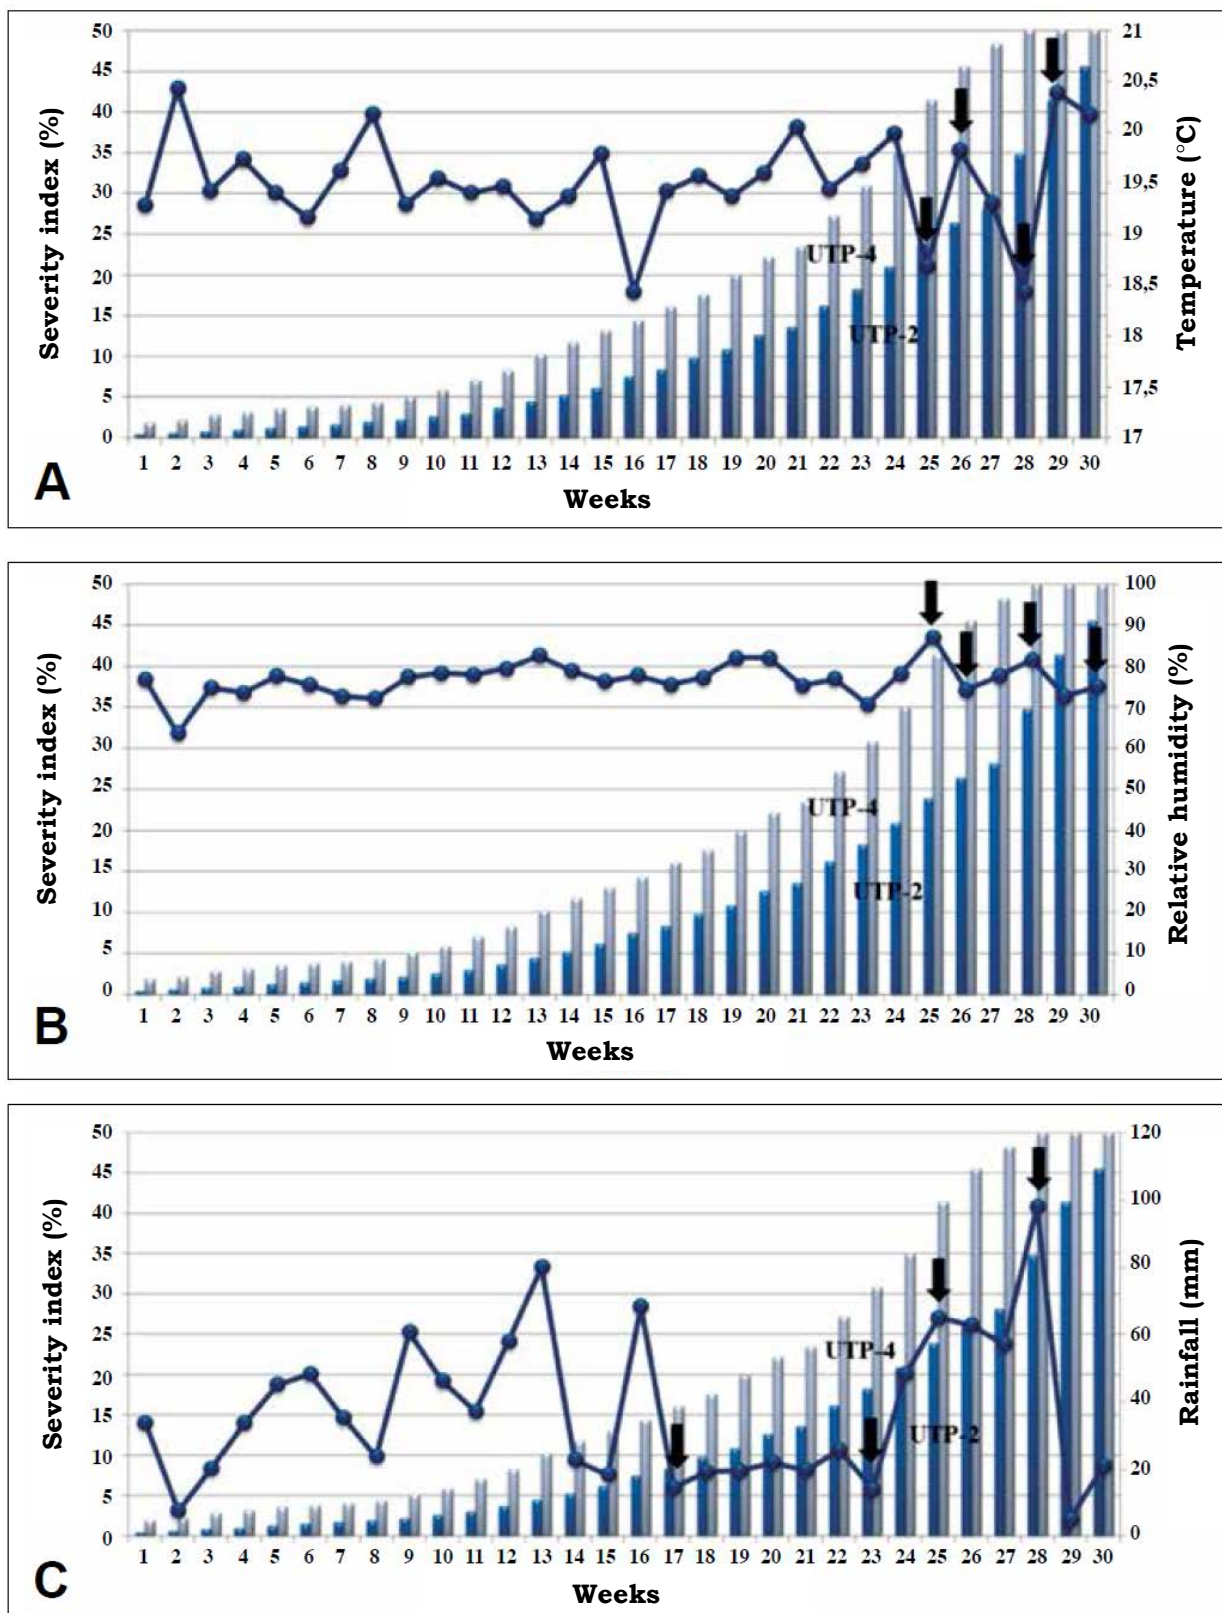 50 21
45 20,5
40 20
35 19,5
30
25 19
20 18,5
15 18
10
5 17,5
0 17
Severity index (%)
Temperature (°C)
UTP-4
UTP-2
1 2 3 4 5 6 7 8 9 10 11 12 13 14 15 16 17 18 19 20 21 22 23 24 25 26 27 28 29 30
A
Weeks
50 100
45 90
40 80
35 70
30 60
25 50
20 40
15 30
10 20
5 10
0 0
Severity index (%)
Relative humidity (%)
UTP-4
UTP-2
1 2 3 4 5 6 7 8 9 10 11 12 13 14 15 16 17 18 19 20 21 22 23 24 25 26 27 28 29 30
B
Weeks
50 120
45
40 100
35 80
30
25 60
20
15 40
10 20
5
0 0
Severity index (%)
Rainfall (mm)
UTP-4
UTP-2
1 2 3 4 5 6 7 8 9 10 11 12 13 14 15 16 17 18 19 20 21 22 23 24 25 26 27 28 29 30
C
Weeks